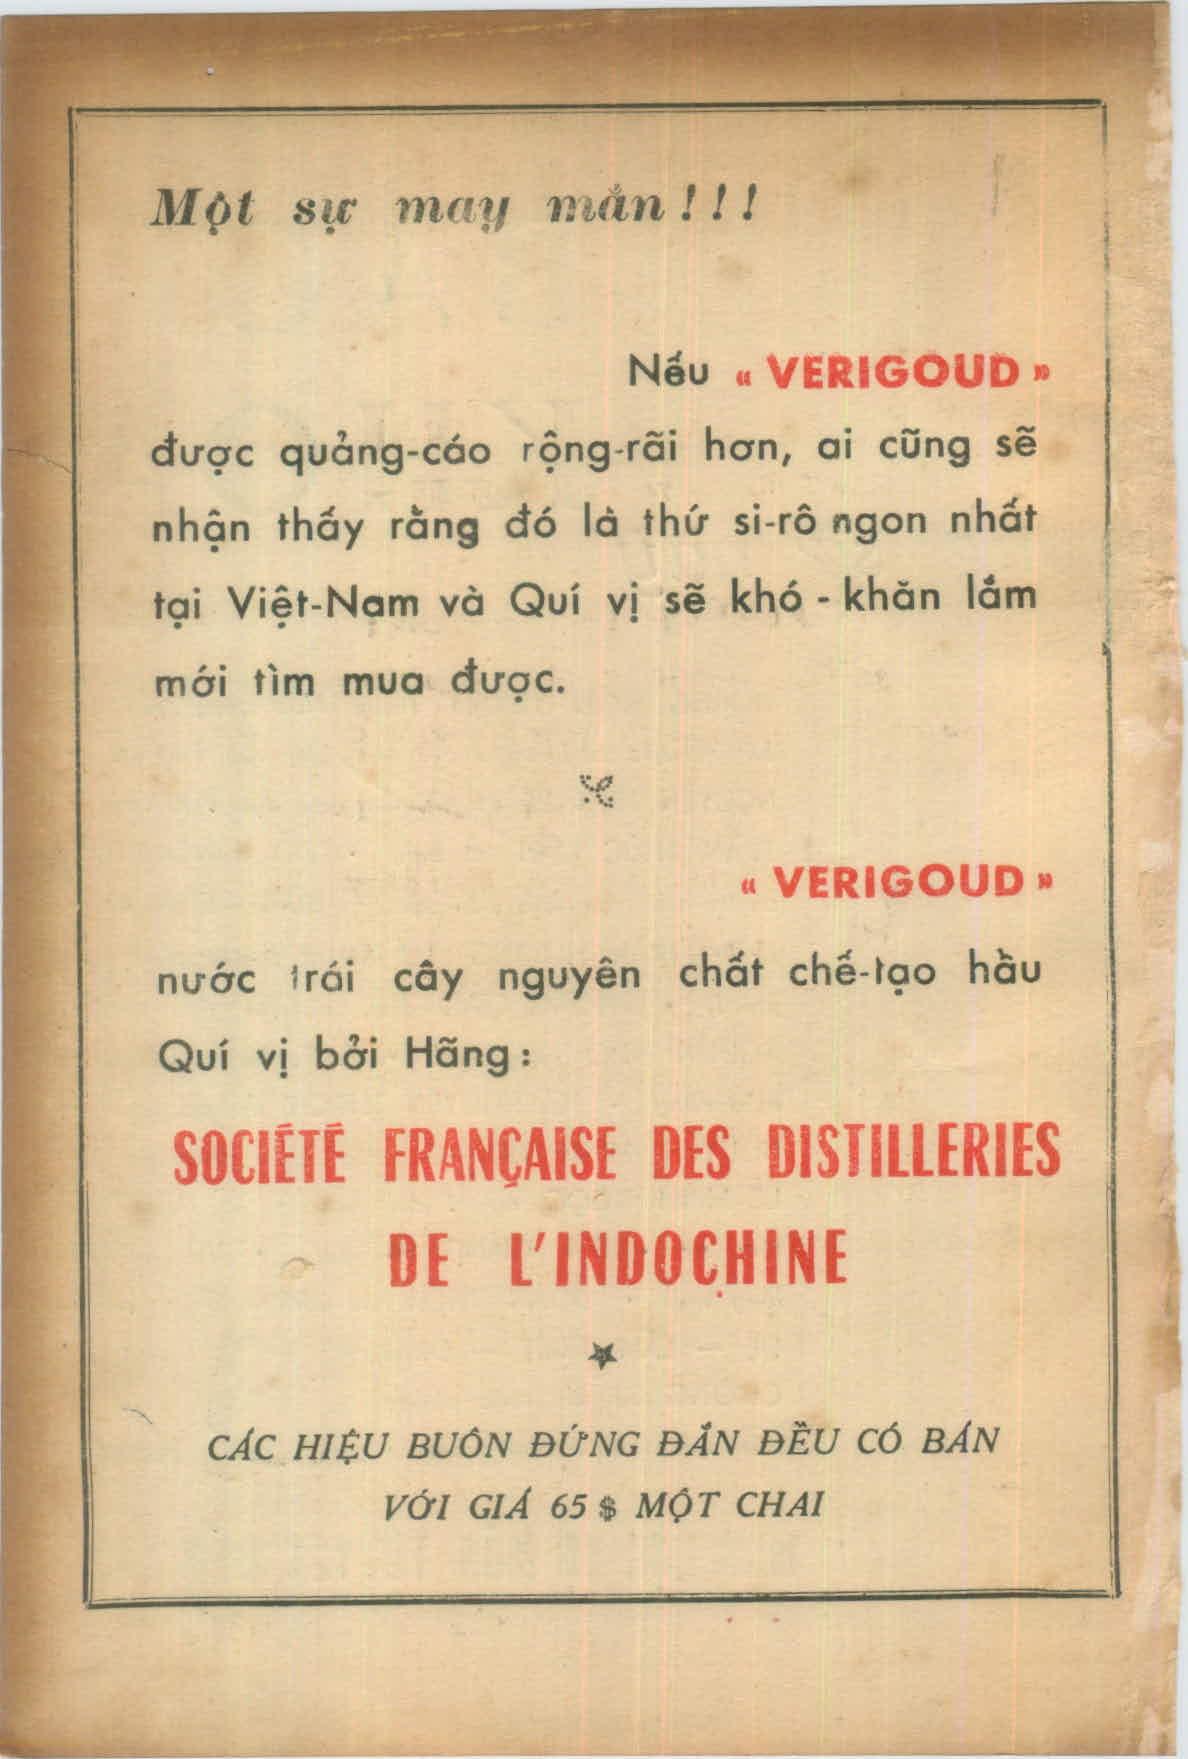 Một sự may mắn!!!
Nếu « VERIGOUD »
được quảng-cáo rộng-rãi hơn, ai cũng sẽ
nhận thấy rằng đó là thứ si-rô ngon nhất
tại Việt-Nam và Quí vị sẽ khó - khăn lắm
mới tìm mua được.
« VERIGOUD »
nước trái cây nguyên chất chế-tạo hầu
Quí vị bởi Hãng :
SOCIÉTÉ FRANÇAISE DES DISTILLERIES
DE L'INDOCHINE
CÁC HIỆU BUÔN ĐỨNG ĐẮN ĐỀU CÓ BÁN
VỚI GIÁ 65 $ MỘT CHAI